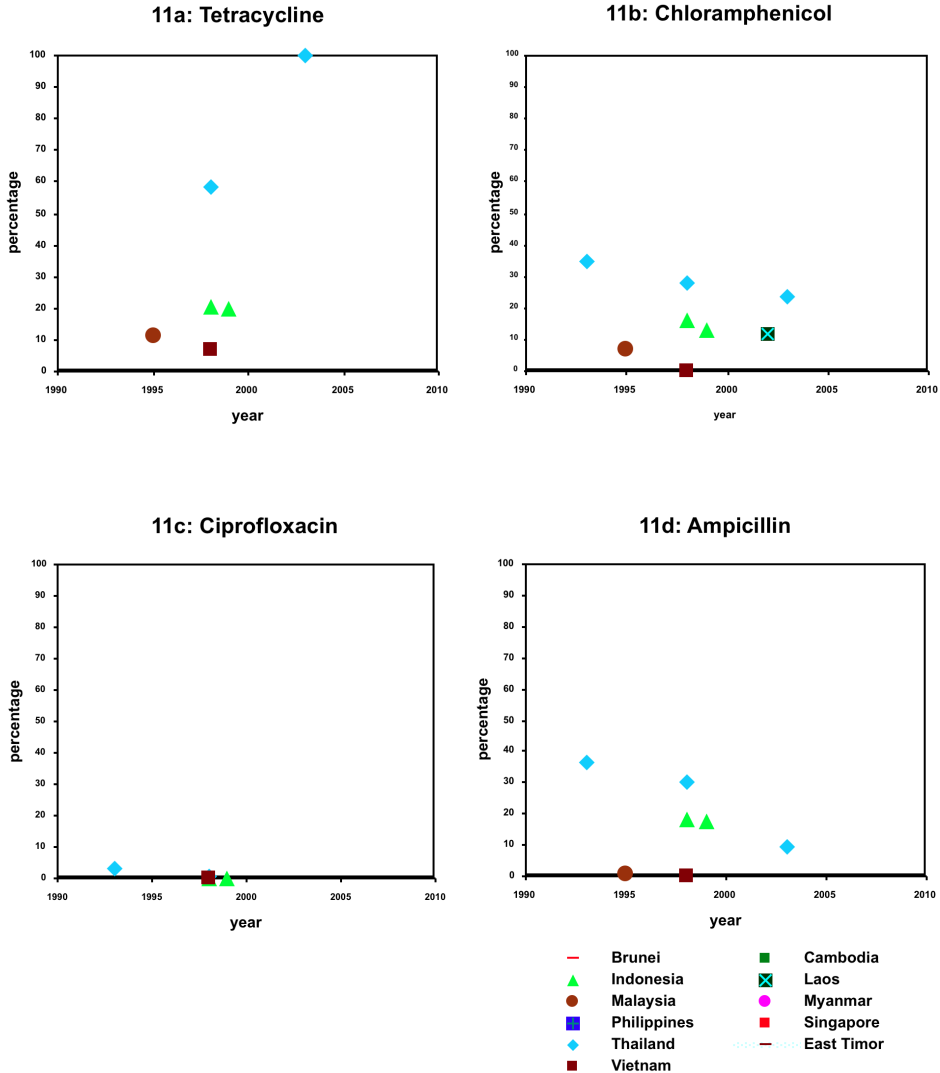 11a: Tetracycline
11b: Chloramphenicol
100
90
80
70
60
50
40
30
20
10
0
percentage
1990
1995
2000
2005
2010
year
100
90
80
70
60
50
40
30
20
10
0
percentage
1990
1995
2000
2005
2010
year
11c: Ciprofloxacin
11d: Ampicillin
100
90
80
70
60
50
40
30
20
10
0
percentage
1990
1995
2000
2005
2010
year
100
90
80
70
60
50
40
30
20
10
0
percentage
1990
1995
2000
2005
2010
year
Brunei
Cambodia
Indonesia
Laos
Malaysia
Myanmar
Philippines
Singapore
Thailand
East Timor
Vietnam